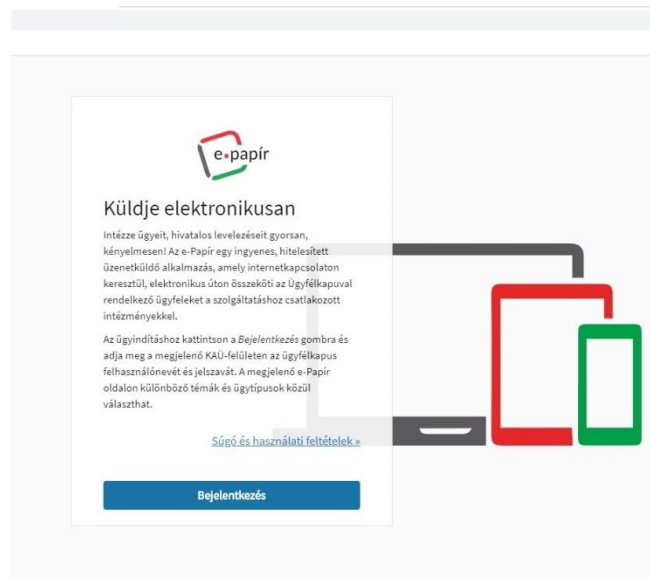 e•papír
Küldje elektronikusan
Intézze ügyeit, hivatalos levelezéseit gyorsan,
kényelmesen! Az e-Papír egy ingyenes, hitelesített
üzenetküldő alkalmazás, amely internetkapcsolaton
keresztül, elektronikus úton összeköti az Ügyfélkapuval
rendelkező ügyfeleket a szolgáltatáshoz csatlakozott
intézményekkel.
Az ügyindításhoz kattintson a Bejelentkezés gombra és
adja meg a megjelenő KAÜ-felületen az ügyfélkapus
felhasználónevét és jelszavát. A megjelenő e-Papír
oldalon különböző témák és ügytípusok közül
választhat.
Súgó és használati feltételek »
Bejelentkezés